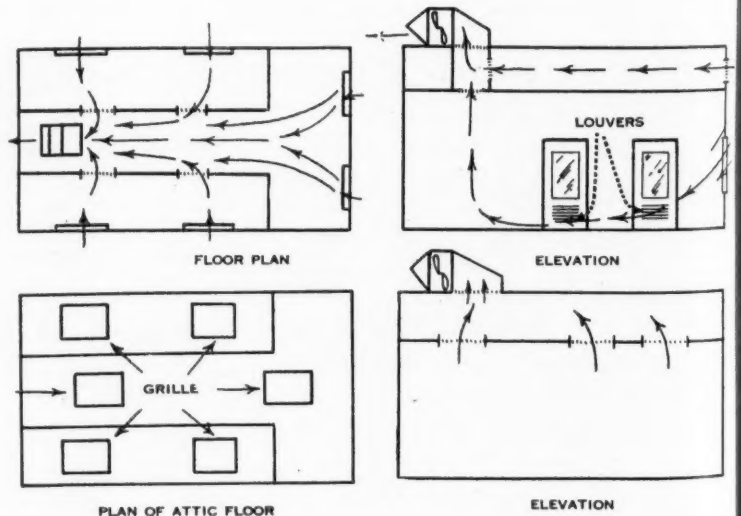 LOUVERS
FLOOR PLAN
ELEVATION
GRILLE
PLAN OF ATTIC FLOOR
ELEVATION